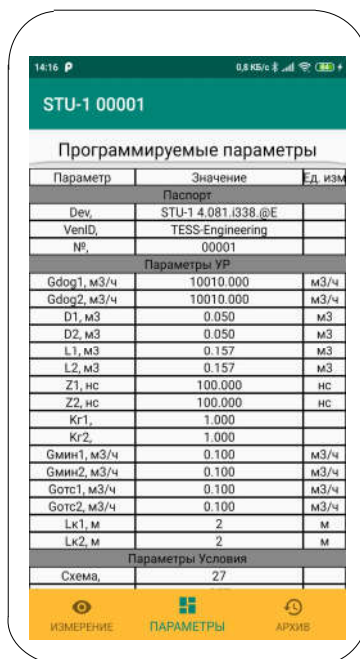 14:16 0,8 КБ/с 84
STU-1 00001
Программируемые параметры
Параметр Значение Ед. изм
Паспорт
Dev, STU-1 4.081.i338.@E
VenID, TESS-Engineering
Nº, 00001
Параметры УР
Gdog1, м3/ч 10010.000 м3/ч
Gdog2, м3/ч 10010.000 м3/ч
D1, м3 0.050 м3
D2, м3 0.050 м3
L1, м3 0.157 м3
L2, м3 0.157 м3
Z1, нс 100.000 нс
Z2, нс 100.000 нс
Kr1, 1.000
Kr2, 1.000
Gмин1, м3/ч 0.100 м3/ч
Gмин2, м3/ч 0.100 м3/ч
Gотс1, м3/ч 0.100 м3/ч
Gотс2, м3/ч 0.100 м3/ч
Lк1, м 2 м
Lк2, м 2 м
Параметры Условия
Схема, 27
ИЗМЕРЕНИЕ ПАРАМЕТРЫ АРХИВ